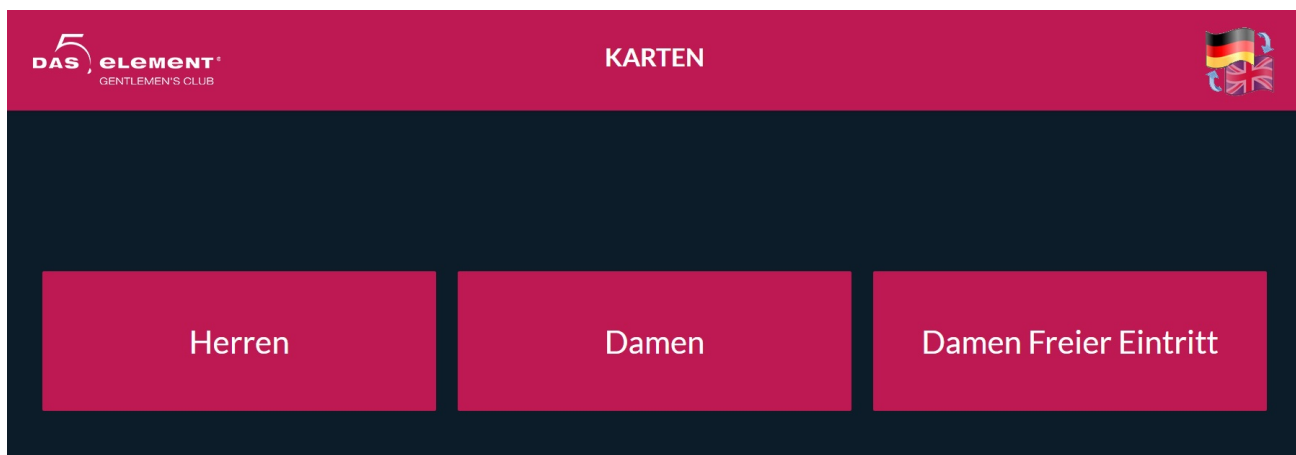 DAS 5 eLement®
GENTLEMEN'S CLUB
KARTEN
Herren
Damen
Damen Freier Eintritt